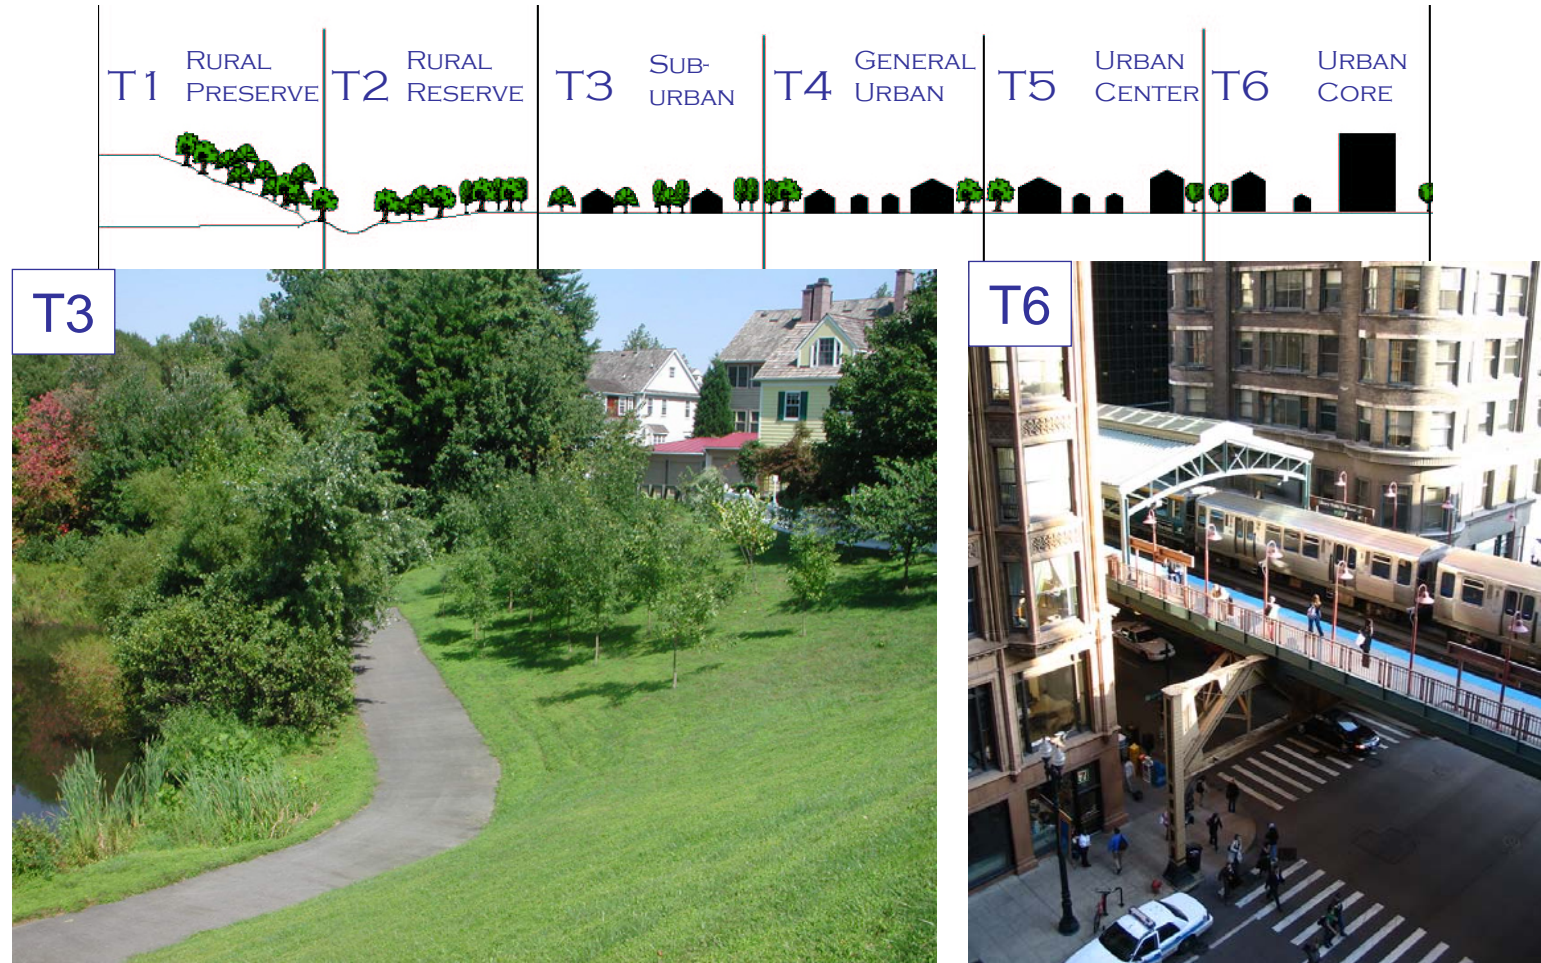 T1 RURAL PRESERVE
T2 RURAL RESERVE
T3 SUB-URBAN
T4 GENERAL URBAN
T5 URBAN CENTER
T6 URBAN CORE
T3
T6